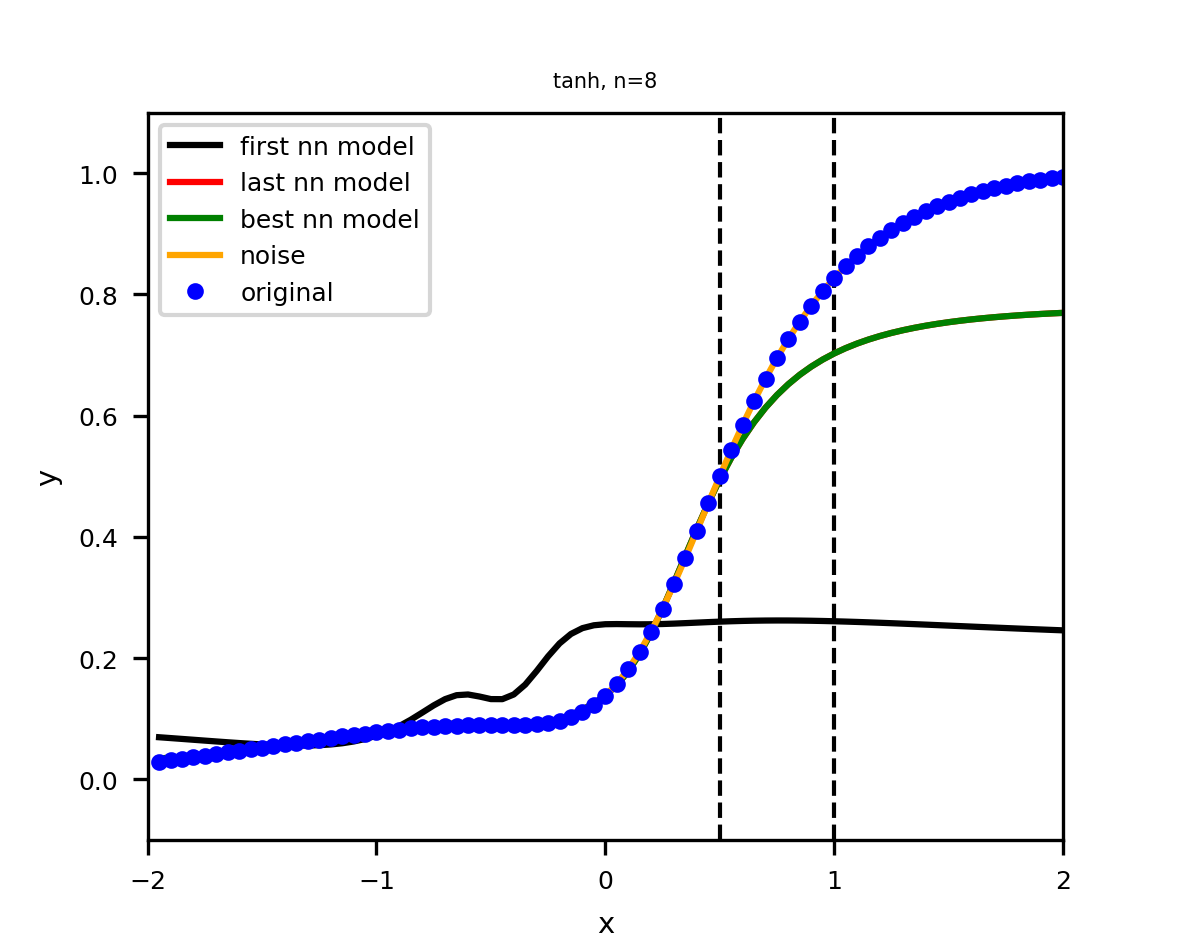 tanh, n=8
first nn model
last nn model
best nn model
noise
original
1.0
0.8
0.6
0.4
0.2
0.0
y
−2 −1 0 1 2
x